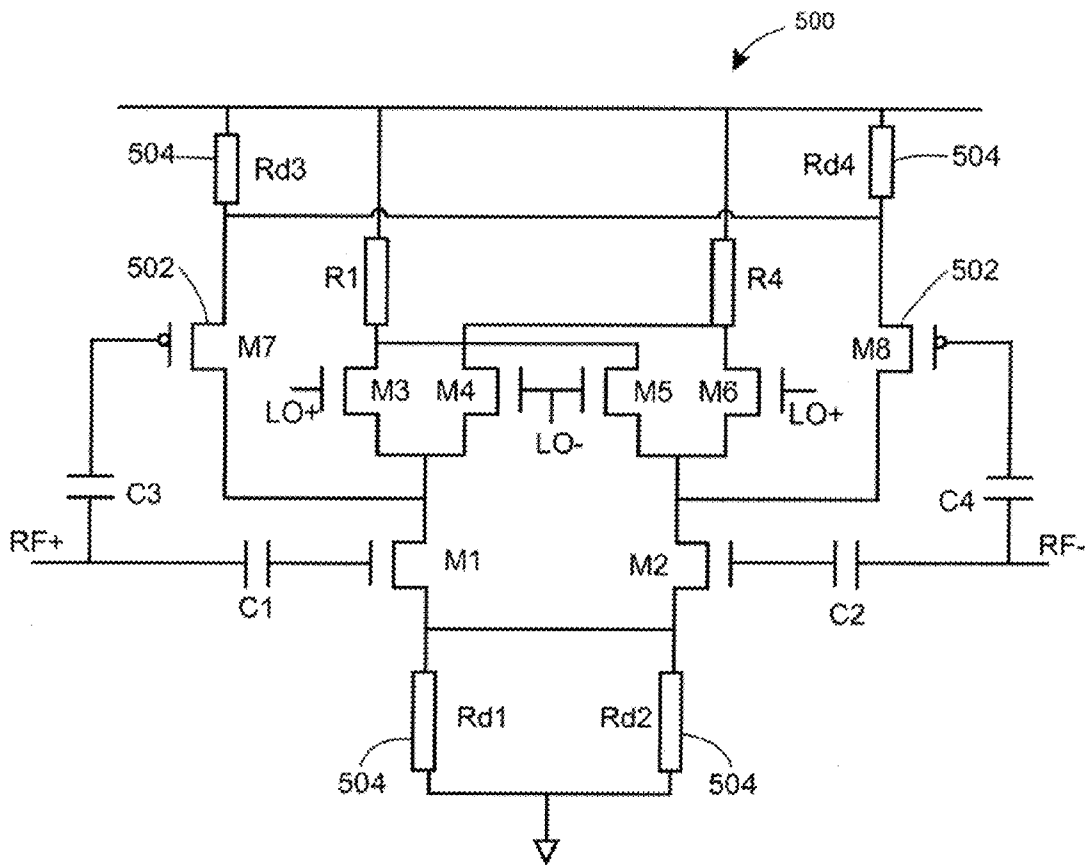 500
504 Rd3 Rd4 504
502 R1 R4 502
M7 M8
M3 M4 M5 M6
LO+ LO- LO+
C3 C4
RF+ RF-
M1 M2
C1 C2
Rd1 Rd2
504 504